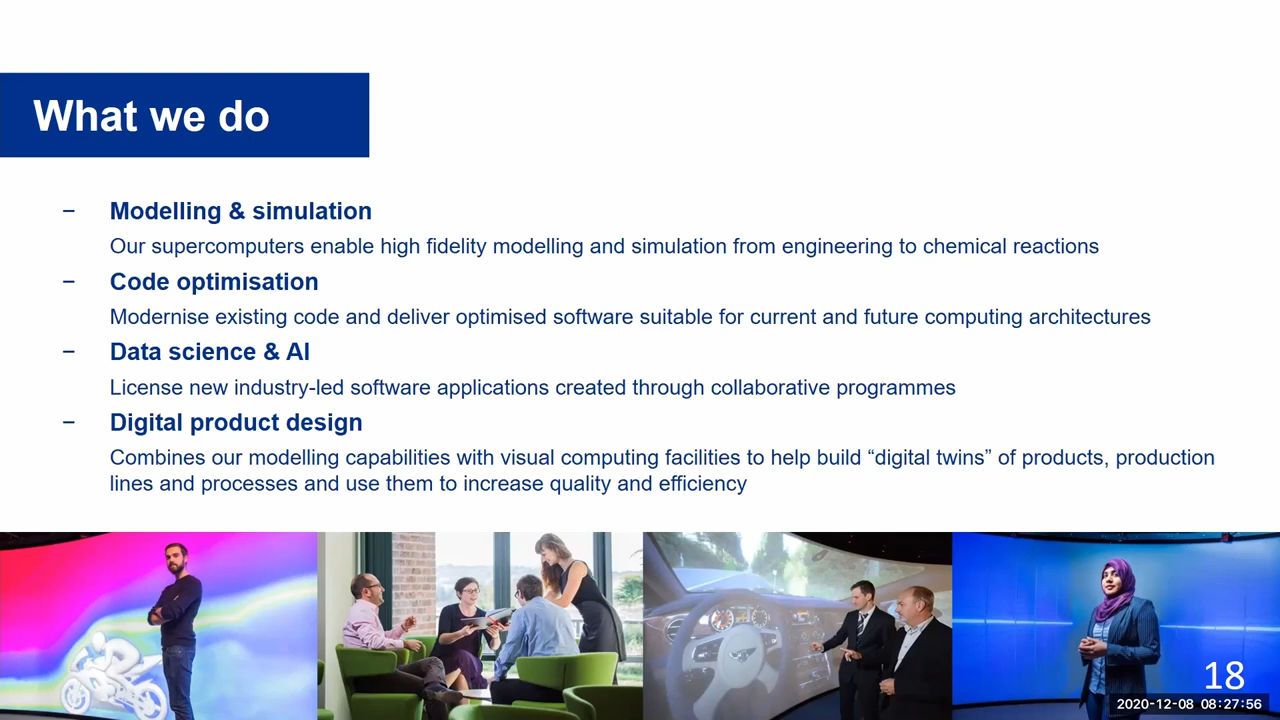 What we do
– Modelling & simulation
Our supercomputers enable high fidelity modelling and simulation from engineering to chemical reactions
– Code optimisation
Modernise existing code and deliver optimised software suitable for current and future computing architectures
– Data science & AI
License new industry-led software applications created through collaborative programmes
– Digital product design
Combines our modelling capabilities with visual computing facilities to help build “digital twins” of products, production
lines and processes and use them to increase quality and efficiency
18
2020-12-08 08:27:56